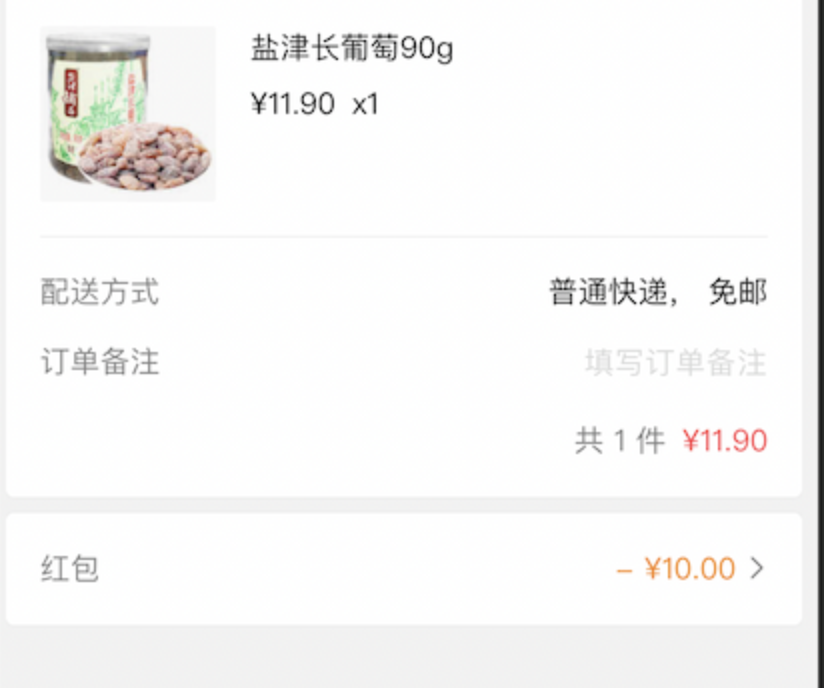 盐津长葡萄90g
¥11.90 x1
配送方式 普通快递， 免邮
订单备注 填写订单备注
共 1 件 ¥11.90
红包 – ¥10.00 >